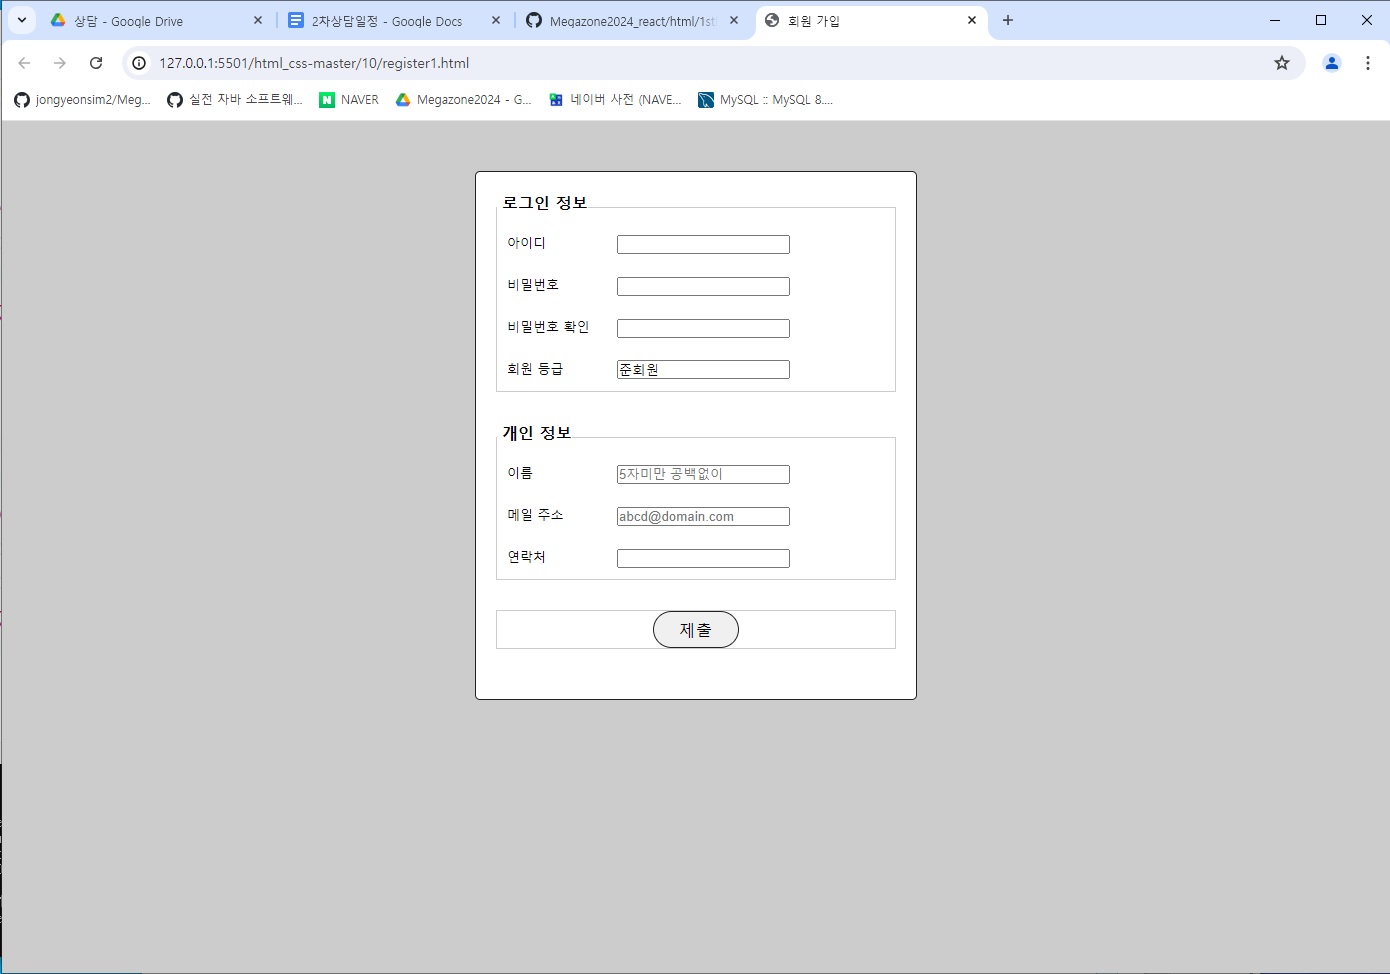 상담 - Google Drive
2차상담일정 - Google Docs
Megazone2024_react/html/1st
회원 가입
127.0.0.1:5501/html_css-master/10/register1.html
jongyeonsim2/Meg...
실전 자바 소프트웨...
NAVER
Megazone2024 - G...
네이버 사전 (NAVE...
MySQL :: MySQL 8....
로그인 정보
아이디
비밀번호
비밀번호 확인
회원 등급 준회원
개인 정보
이름 5자미만 공백없이
메일 주소 abcd@domain.com
연락처
제출